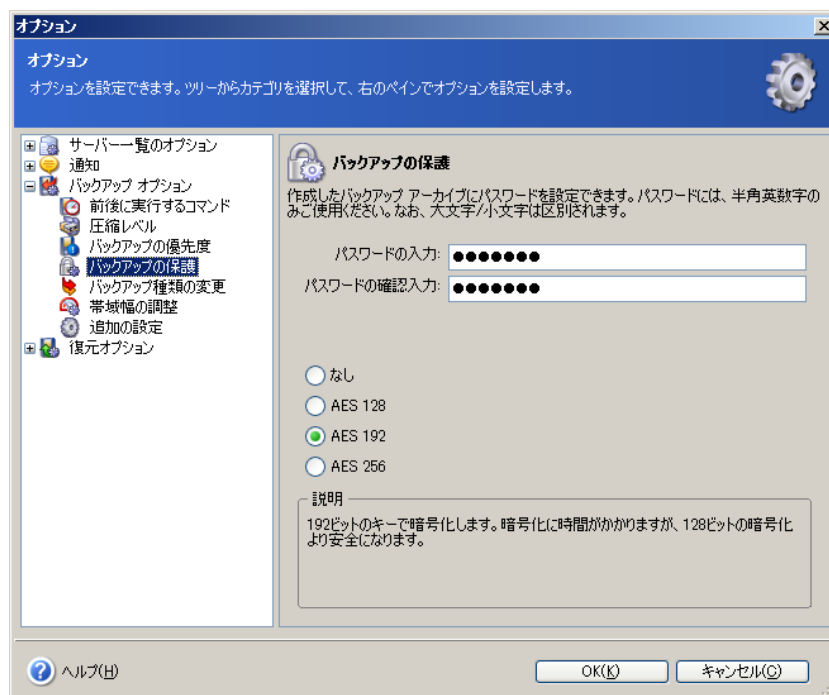 オプション
オプション
オプションを設定できます。ツリーからカテゴリを選択して、右のペインでオプションを設定します。
サーバー一覧のオプション
通知
バックアップ オプション
前後に実行するコマンド
圧縮レベル
バックアップの優先度
バックアップの保護
バックアップ種類の変更
帯域幅の調整
追加の設定
復元オプション
バックアップの保護
作成したバックアップ アーカイブにパスワードを設定できます。パスワードには、半角英数字の
みご使用ください。なお、大文字/小文字は区別されます。
パスワードの入力: ●●●●●●●
パスワードの確認入力: ●●●●●●●
なし
AES 128
AES 192
AES 256
説明
192ビットのキーで暗号化します。暗号化に時間がかかりますが、128ビットの暗号化
より安全になります。
ヘルプ(H)
OK(K)
キャンセル(C)